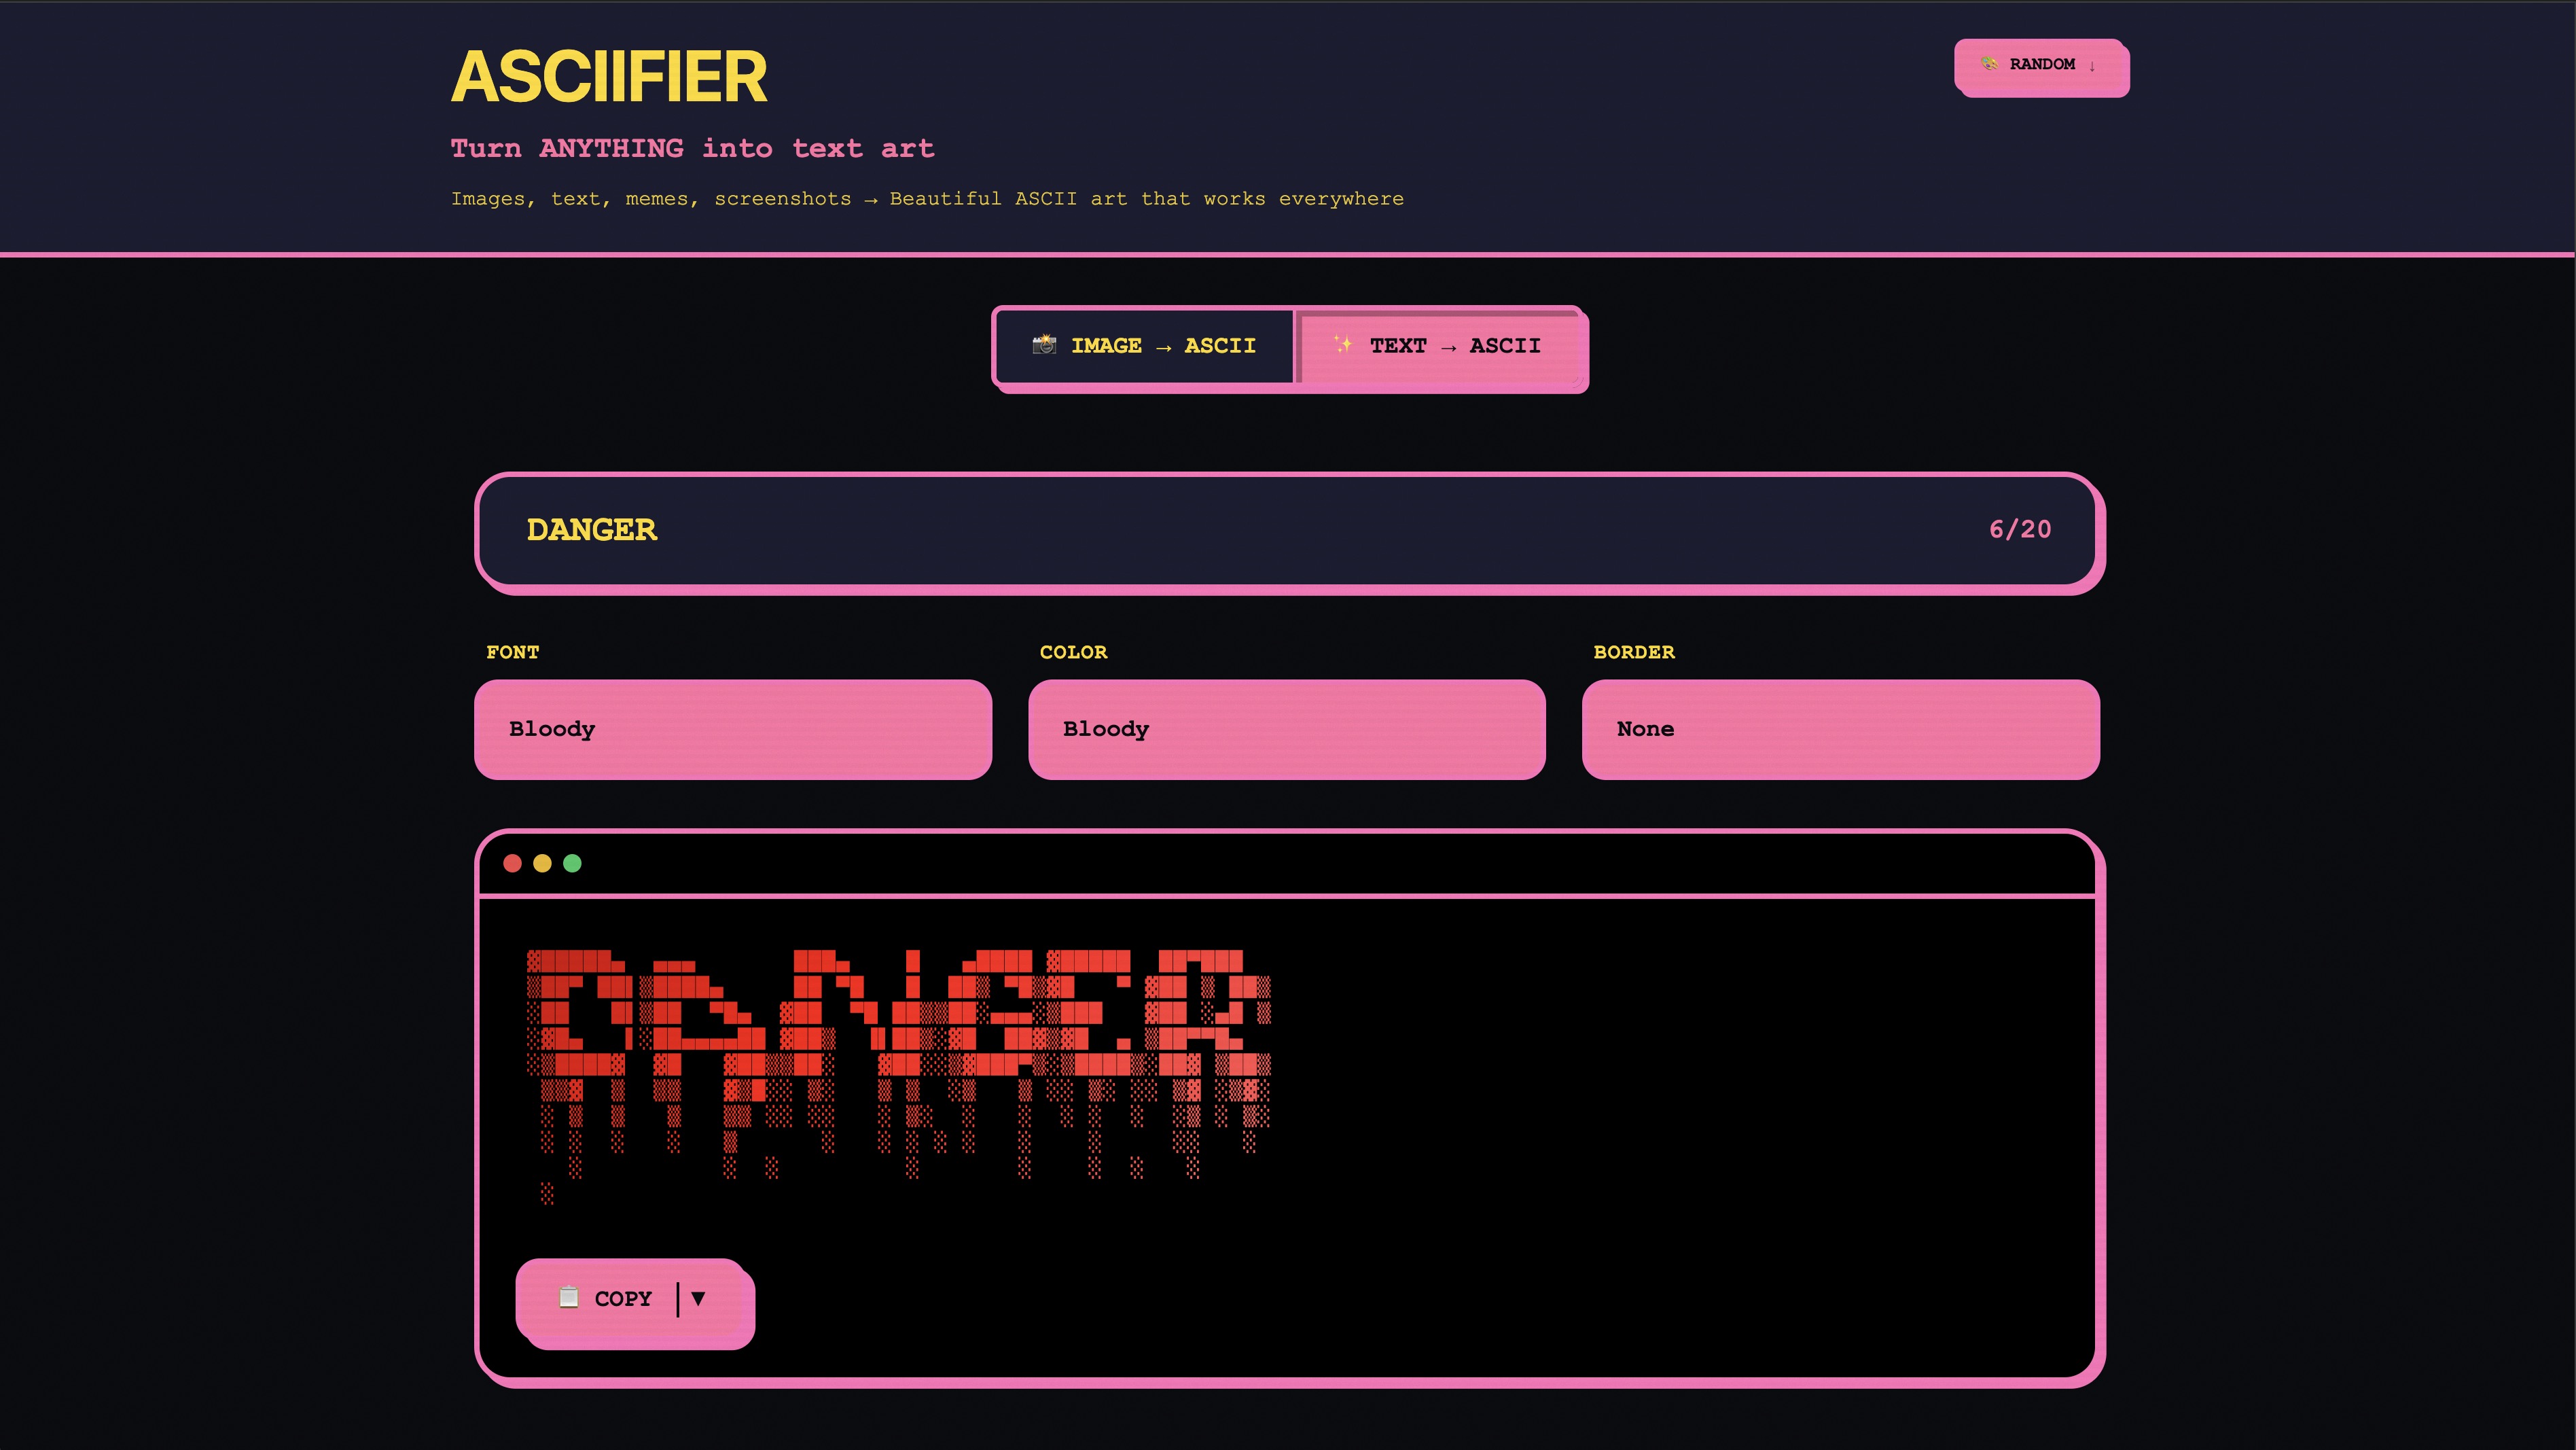 ASCIIFIER
🎨 RANDOM ↓
Turn ANYTHING into text art
Images, text, memes, screenshots → Beautiful ASCII art that works everywhere
📸 IMAGE → ASCII
✨ TEXT → ASCII
DANGER
6/20
FONT
COLOR
BORDER
Bloody
Bloody
None
DANGER
📋 COPY ▼